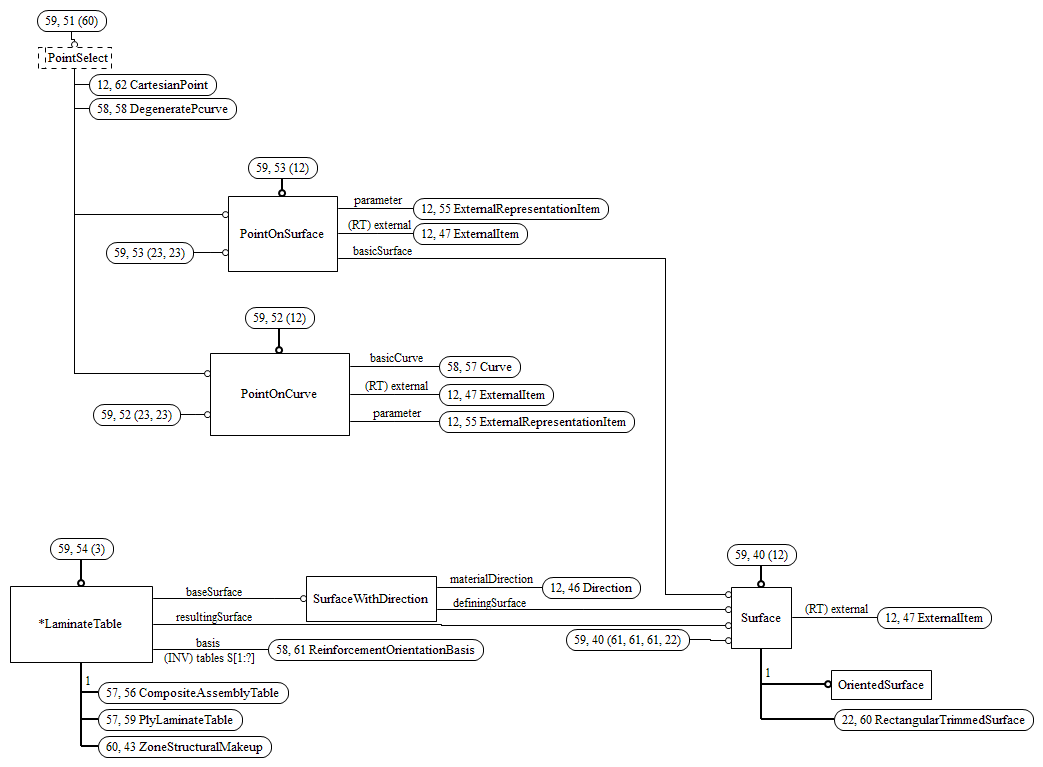 59, 51 (60)
PointSelect
12, 62 CartesianPoint
58, 58 DegeneratePcurve
59, 53 (12)
parameter
12, 55 ExternalRepresentationItem
PointOnSurface
(RT) external
12, 47 ExternalItem
59, 53 (23, 23)
basicSurface
59, 52 (12)
basicCurve
58, 57 Curve
PointOnCurve
(RT) external
12, 47 ExternalItem
59, 52 (23, 23)
parameter
12, 55 ExternalRepresentationItem
59, 54 (3)
59, 40 (12)
*LaminateTable
baseSurface
SurfaceWithDirection
materialDirection
12, 46 Direction
definingSurface
resultingSurface
Surface
(RT) external
12, 47 ExternalItem
59, 40 (61, 61, 61, 22)
basis
(INV) tables S[1:?]
58, 61 ReinforcementOrientationBasis
1
57, 56 CompositeAssemblyTable
57, 59 PlyLaminateTable
60, 43 ZoneStructuralMakeup
1
OrientedSurface
22, 60 RectangularTrimmedSurface